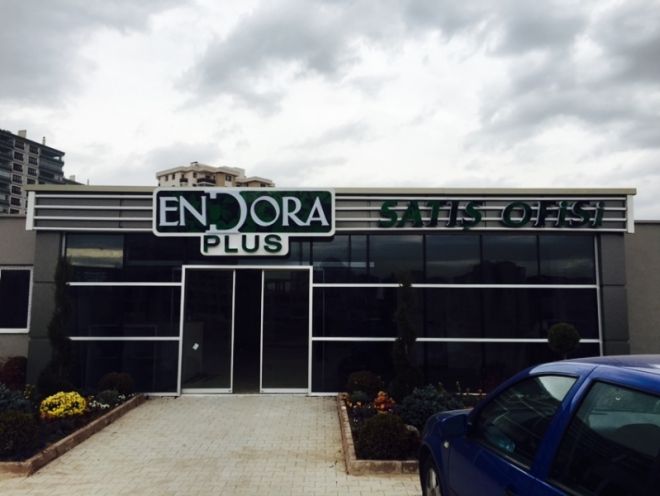 ENDORA
PLUS
SATIŞ OFİSİ